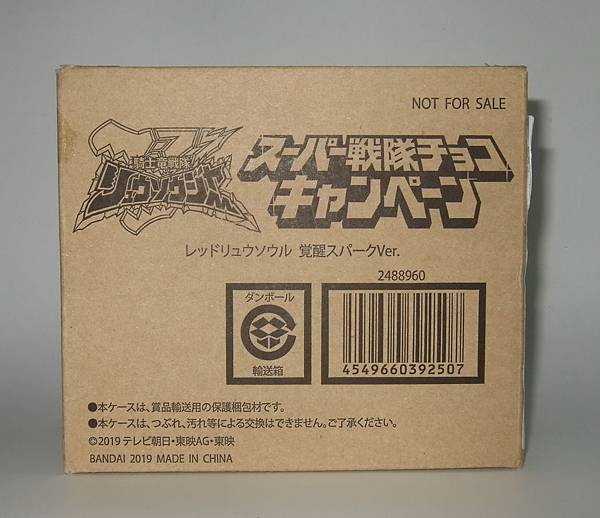 NOT FOR SALE
騎士竜戦隊
リュウソウジャー
スーパー戦隊チョコ
キャンペーン
レッドリュウソウル 覚醒スパークVer.
2488960
ダンボール
輸送箱
4549660392507
●本ケースは、賞品輸送用の保護梱包材です。
●本ケースは、つぶれ、汚れ等による交換はできません。ご了承ください。
©2019 テレビ朝日・東映AG・東映
BANDAI 2019 MADE IN CHINA